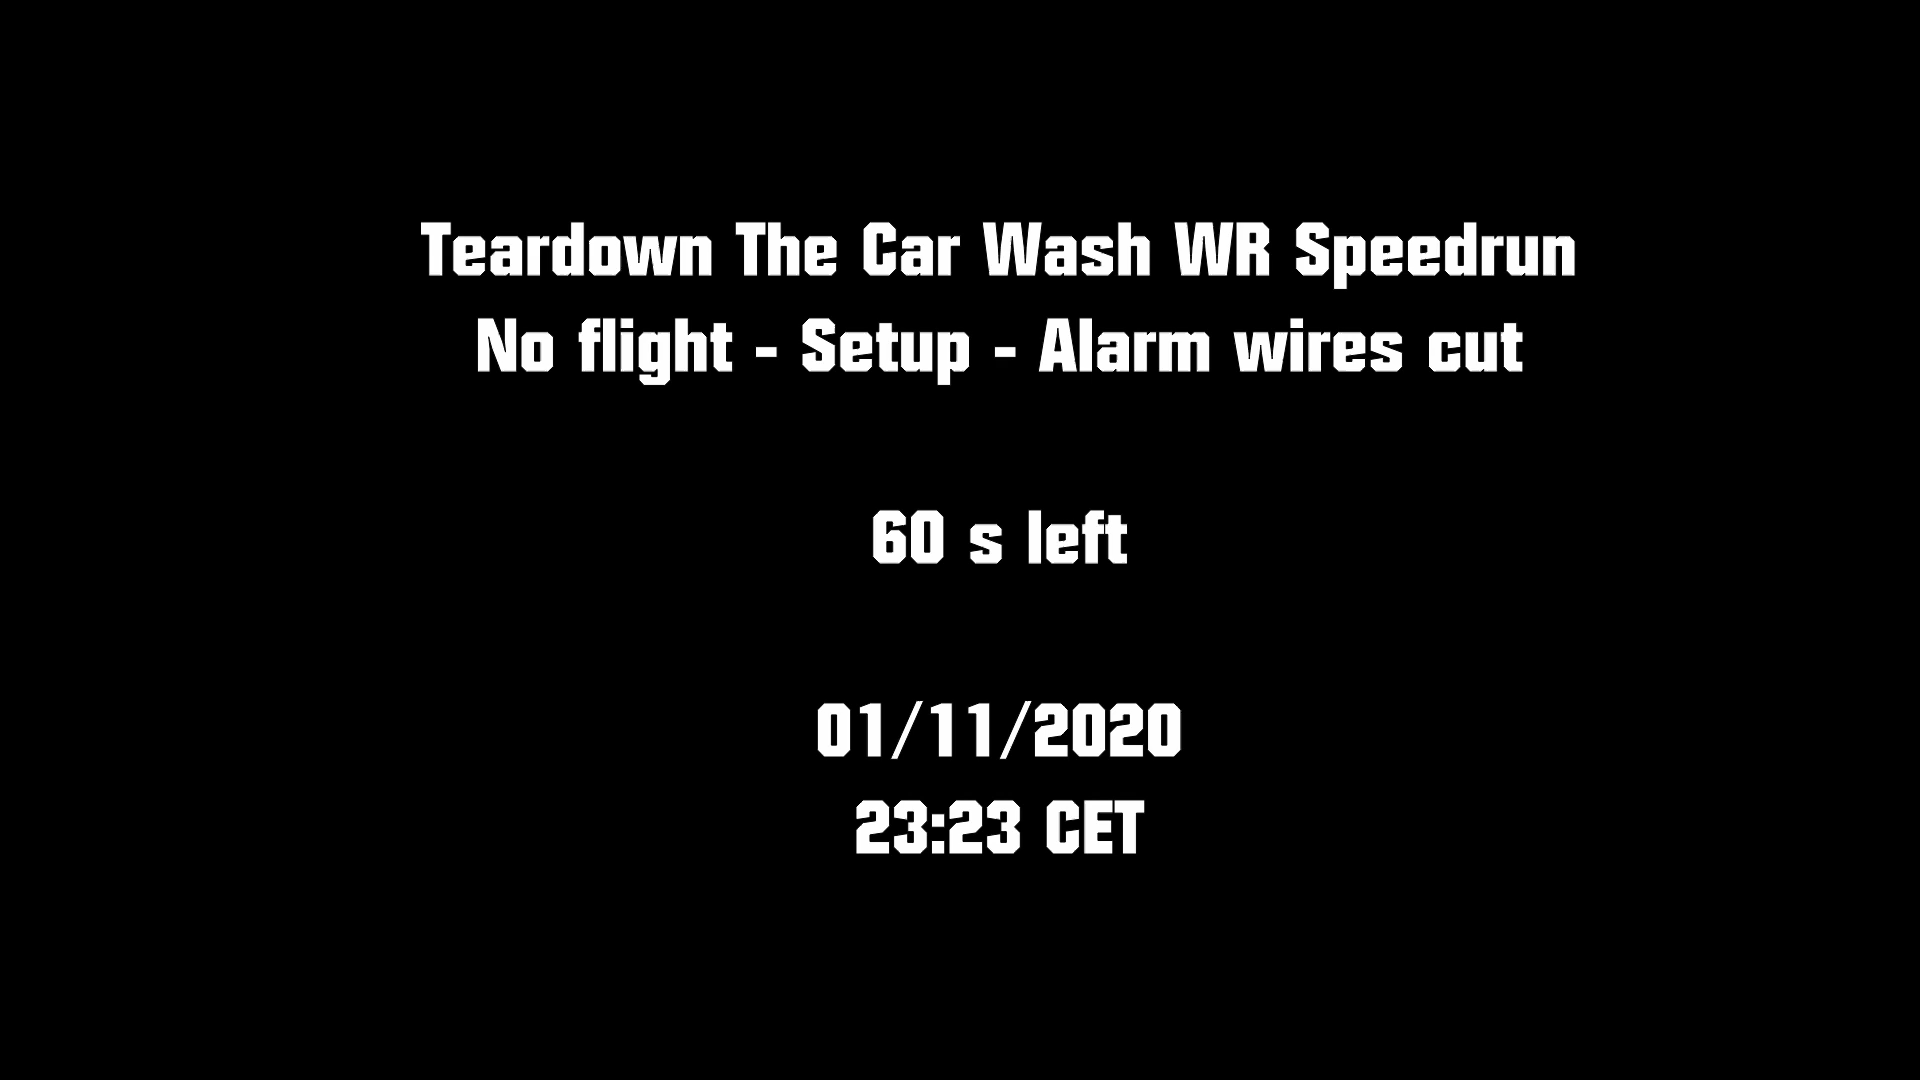 Teardown The Car Wash WR Speedrun
No flight - Setup - Alarm wires cut
60 s left
01/11/2020
23:23 CET